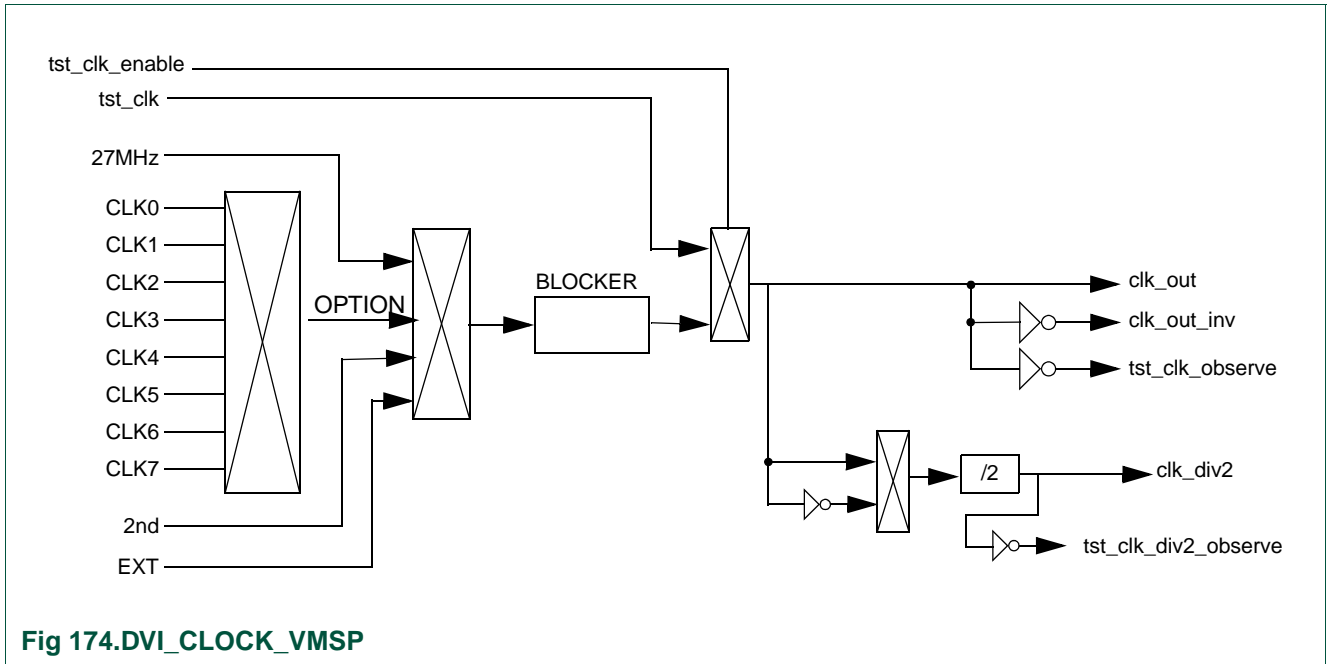 tst_clk_enable
tst_clk
27MHz
CLK0
CLK1
CLK2
CLK3
CLK4
CLK5
CLK6
CLK7
2nd
EXT
OPTION
BLOCKER
clk_out
clk_out_inv
tst_clk_observe
/2
clk_div2
tst_clk_div2_observe
Fig 174.DVI_CLOCK_VMSP